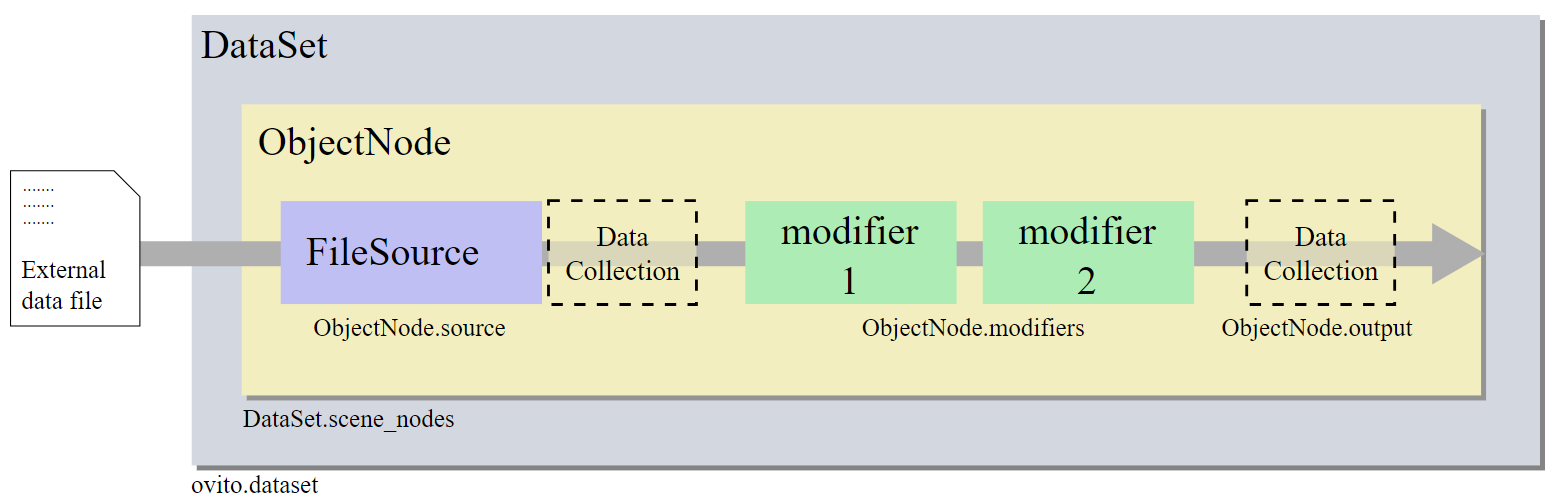 DataSet
ObjectNode
.......
.......
.......
External
data file
FileSource
Data
Collection
modifier
1
modifier
2
Data
Collection
ObjectNode.source
ObjectNode.modifiers
ObjectNode.output
DataSet.scene_nodes
ovito.dataset